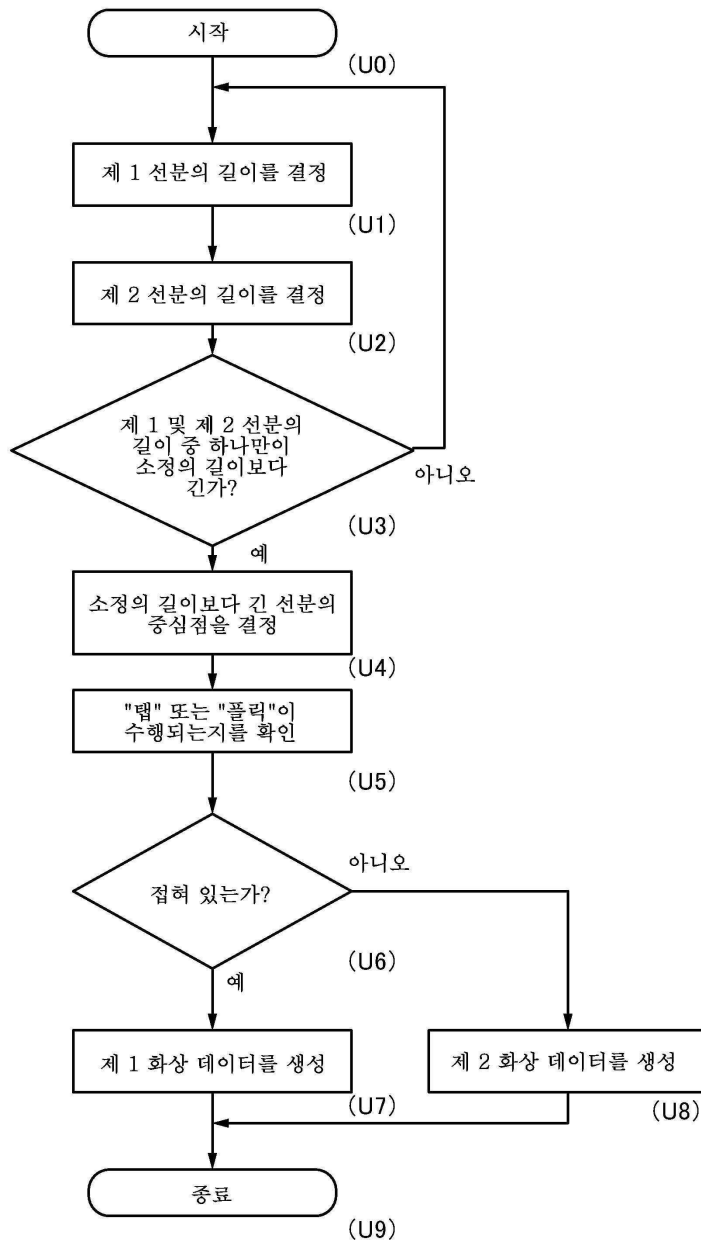 시작
(U0)
제 1 선분의 길이를 결정
(U1)
제 2 선분의 길이를 결정
(U2)
제 1 및 제 2 선분의
길이 중 하나만이
소정의 길이보다
긴가?
아니오
(U3)
예
소정의 길이보다 긴 선분의
중심점을 결정
(U4)
"탭" 또는 "플릭"이
수행되는지를 확인
(U5)
아니오
접혀 있는가?
(U6)
예
제 1 화상 데이터를 생성
제 2 화상 데이터를 생성
(U7)
(U8)
종료
(U9)